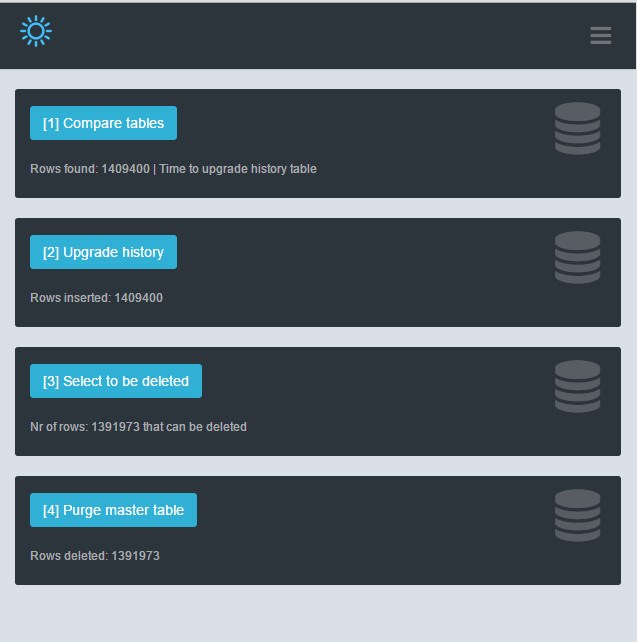 [1] Compare tables
Rows found: 1409400 | Time to upgrade history table
[2] Upgrade history
Rows inserted: 1409400
[3] Select to be deleted
Nr of rows: 1391973 that can be deleted
[4] Purge master table
Rows deleted: 1391973